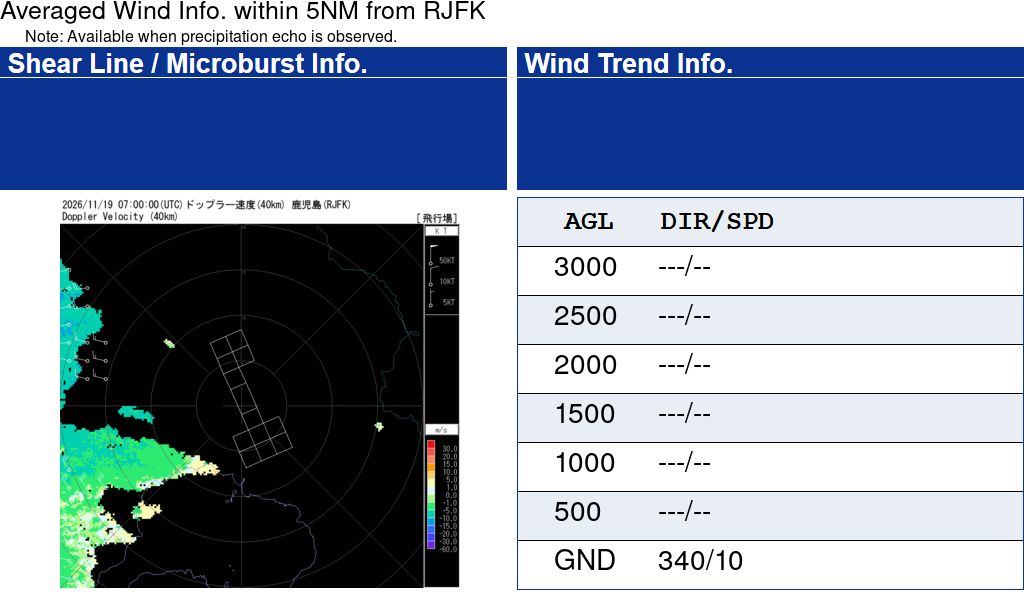 Averaged Wind Info. within 5NM from RJFK
Note: Available when precipitation echo is observed.
Shear Line / Microburst Info.
Wind Trend Info.
2026/11/19 07:00:00(UTC) ドップラー速度(40km) 鹿児島(RJFK)
Doppler Velocity (40km)
[飛行場]
K T
50KT
10KT
5KT
m/s
30.0
20.0
15.0
10.0
5.0
1.0
0.0
-1.0
-5.0
-10.0
-15.0
-20.0
-30.0
-60.0
AGL DIR/SPD
3000 ---/--
2500 ---/--
2000 ---/--
1500 ---/--
1000 ---/--
500 ---/--
GND 340/10